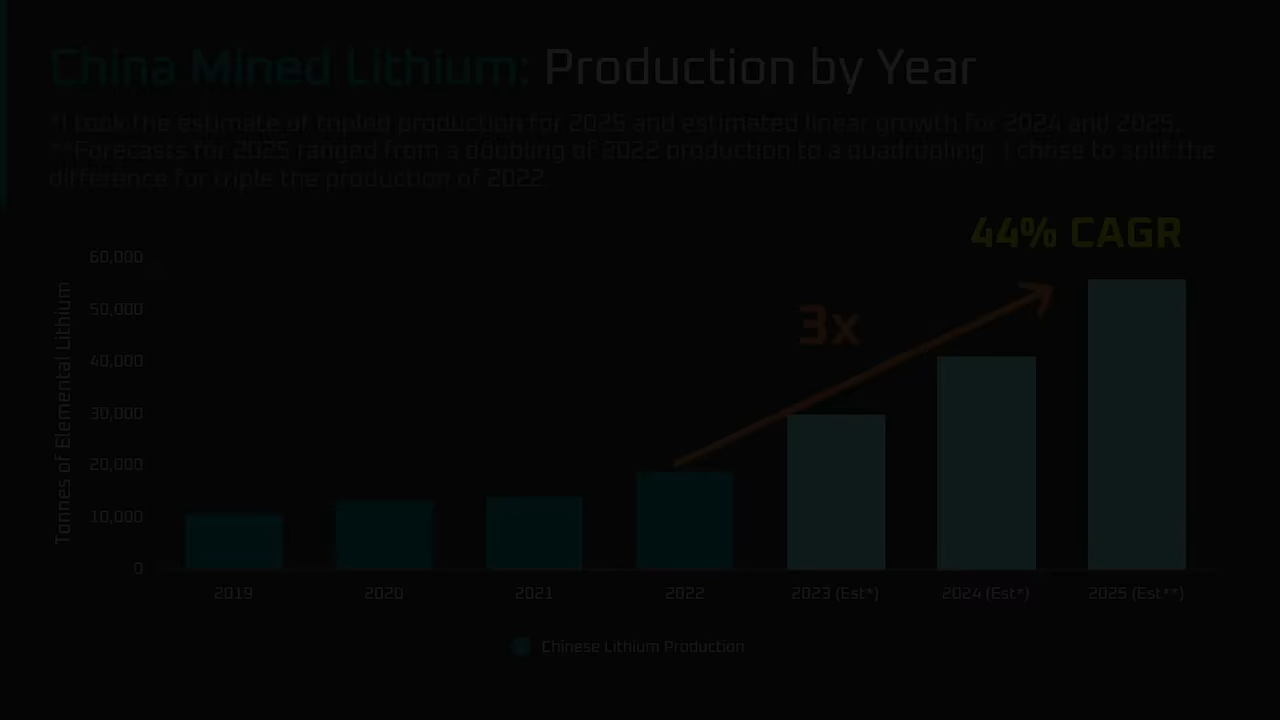 China Mined Lithium: Production by Year
*I took the estimate of tripled production for 2025 and estimated linear growth for 2024 and 2025.
**Forecasts for 2025 ranged from a doubling of 2022 production to a quadrupling. I chose to split the
difference for triple the production of 2022.
44% CAGR
3x
Tonnes of Elemental Lithium
60,000
50,000
40,000
30,000
20,000
10,000
0
2019 2020 2021 2022 2023 (Est*) 2024 (Est*) 2025 (Est**)
Chinese Lithium Production